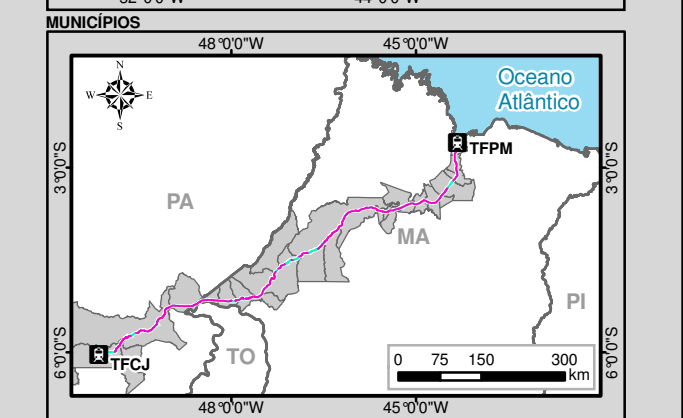 MUNICÍPIOS
48°0'0"W 45°0'0"W
N
W E
S
Oceano
Atlântico
TFPM
3°0'0"S 3°0'0"S
PA
MA
PI
TO
TFCJ
6°0'0"S 6°0'0"S
0 75 150 300
km
48°0'0"W 45°0'0"W